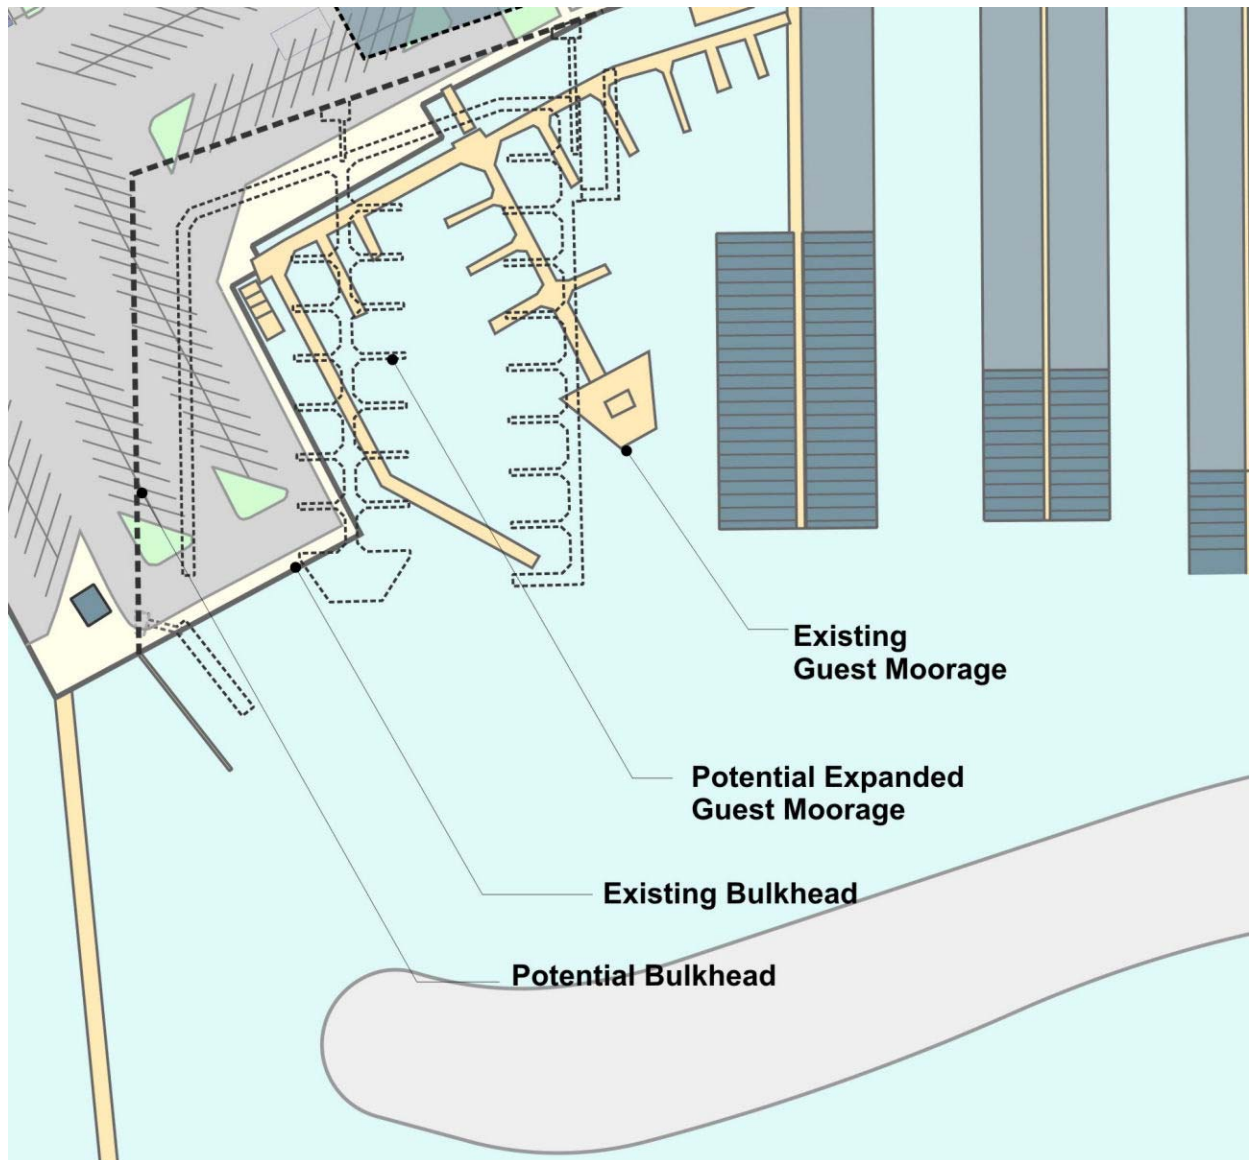 Existing
Guest Moorage
Potential Expanded
Guest Moorage
Existing Bulkhead
Potential Bulkhead